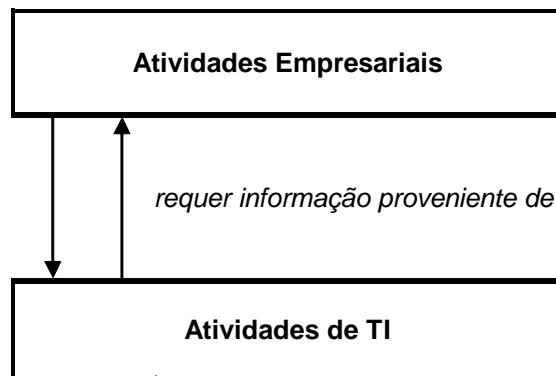 Atividades Empresariais
requer informação proveniente de
Atividades de TI